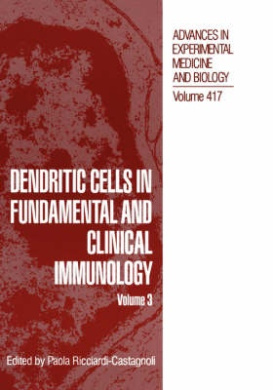 ADVANCES IN
EXPERIMENTAL
MEDICINE
AND BIOLOGY
Volume 417
DENDRITIC CELLS IN
FUNDAMENTAL AND
CLINICAL
IMMUNOLOGY
Volume 3
Edited by Paola Ricciardi-Castagnoli